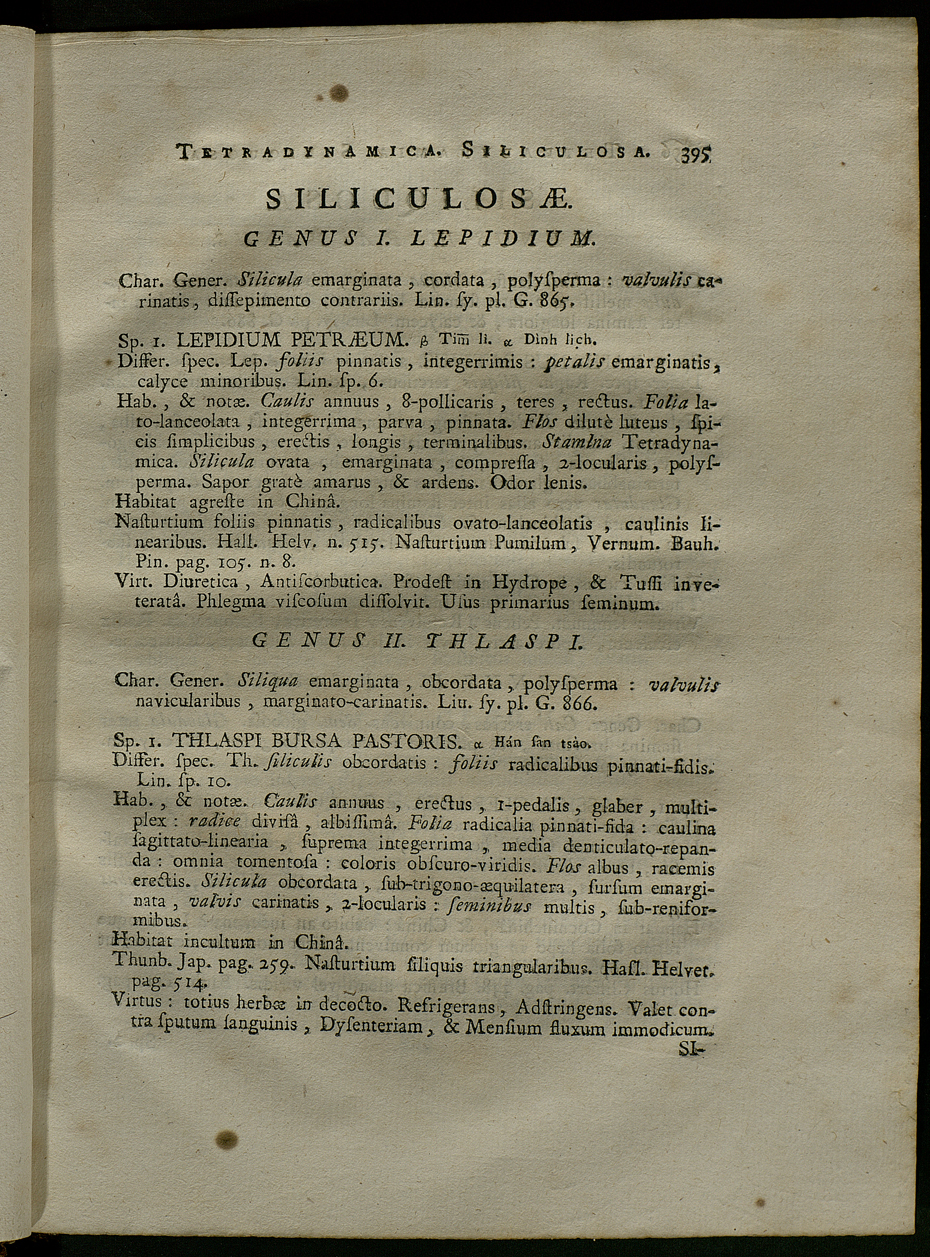 TETRADYNAMICA. SILICULOSA. 395
SILICULOSÆ.
GENUS I. LEPIDIUM.
Char. Gener. Silicula emarginata , cordata , polyſperma : valvulis ca-
rinatis, diſſepimento contrariis. Lin. ſy. pl. G. 865.
Sp. 1. LEPIDIUM PETRÆUM. β Tim̄ li. α Dinh lịch.
Differ. ſpec. Lep. foliis pinnatis , integerrimis : petalis emarginatis,
calyce minoribus. Lin. ſp. 6.
Hab. , & notæ. Caulis annuus , 8-pollicaris , teres , rectus. Folia la-
to-lanceolata , integerrima , parva , pinnata. Flos dilutè luteus , ſpi-
cis ſimplicibus , erectis , longis , terminalibus. Stamina Tetradyna-
mica. Silicula ovata , emarginata , compreſſa , 2-locularis , polyſ-
perma. Sapor gratè amarus , & ardens. Odor lenis.
Habitat agreſte in Chinâ.
Naſturtium foliis pinnatis , radicalibus ovato-lanceolatis , caulinis li-
nearibus. Hall. Helv. n. 515. Naſturtium Pumilum, Vernum. Bauh.
Pin. pag. 105. n. 8.
Virt. Diuretica , Antiſcorbutica. Prodeſt in Hydrope , & Tuſſi inve-
teratâ. Phlegma viſcoſum diſſolvit. Uſus primarius ſeminum.
GENUS II. THLASPI.
Char. Gener. Siliqua emarginata , obcordata , polyſperma : valvulis
navicularibus , marginato-carinatis. Lin. ſy. pl. G. 866.
Sp. 1. THLASPI BURSA PASTORIS. α Hán ſan tsào.
Differ. ſpec. Th. ſiliculis obcordatis : foliis radicalibus pinnati-fidis.
Lin. ſp. 10.
Hab. , & notæ. Caulis annuus , erectus , 1-pedalis , glaber , multi-
plex : radice diviſâ , albiſſimâ. Folia radicalia pinnati-fida : caulina
ſagittato-linearia , ſuprema integerrima , media denticulato-repan-
da : omnia tomentoſa : coloris obſcuro-viridis. Flos albus , racemis
erectis. Silicula obcordata , ſub-trigono-æquilatera , ſurſum emargi-
nata , valvis carinatis , 2-locularis : ſeminibus multis , ſub-renifor-
mibus.
Habitat incultum in Chinâ.
Thunb. Jap. pag. 259. Naſturtium ſiliquis triangularibus. Hall. Helvet.
pag. 514.
Virtus : totius herbæ in decocto. Refrigerans , Adſtringens. Valet con-
tra ſputum ſanguinis , Dyſenteriam , & Menſium fluxum immodicum.
SI-